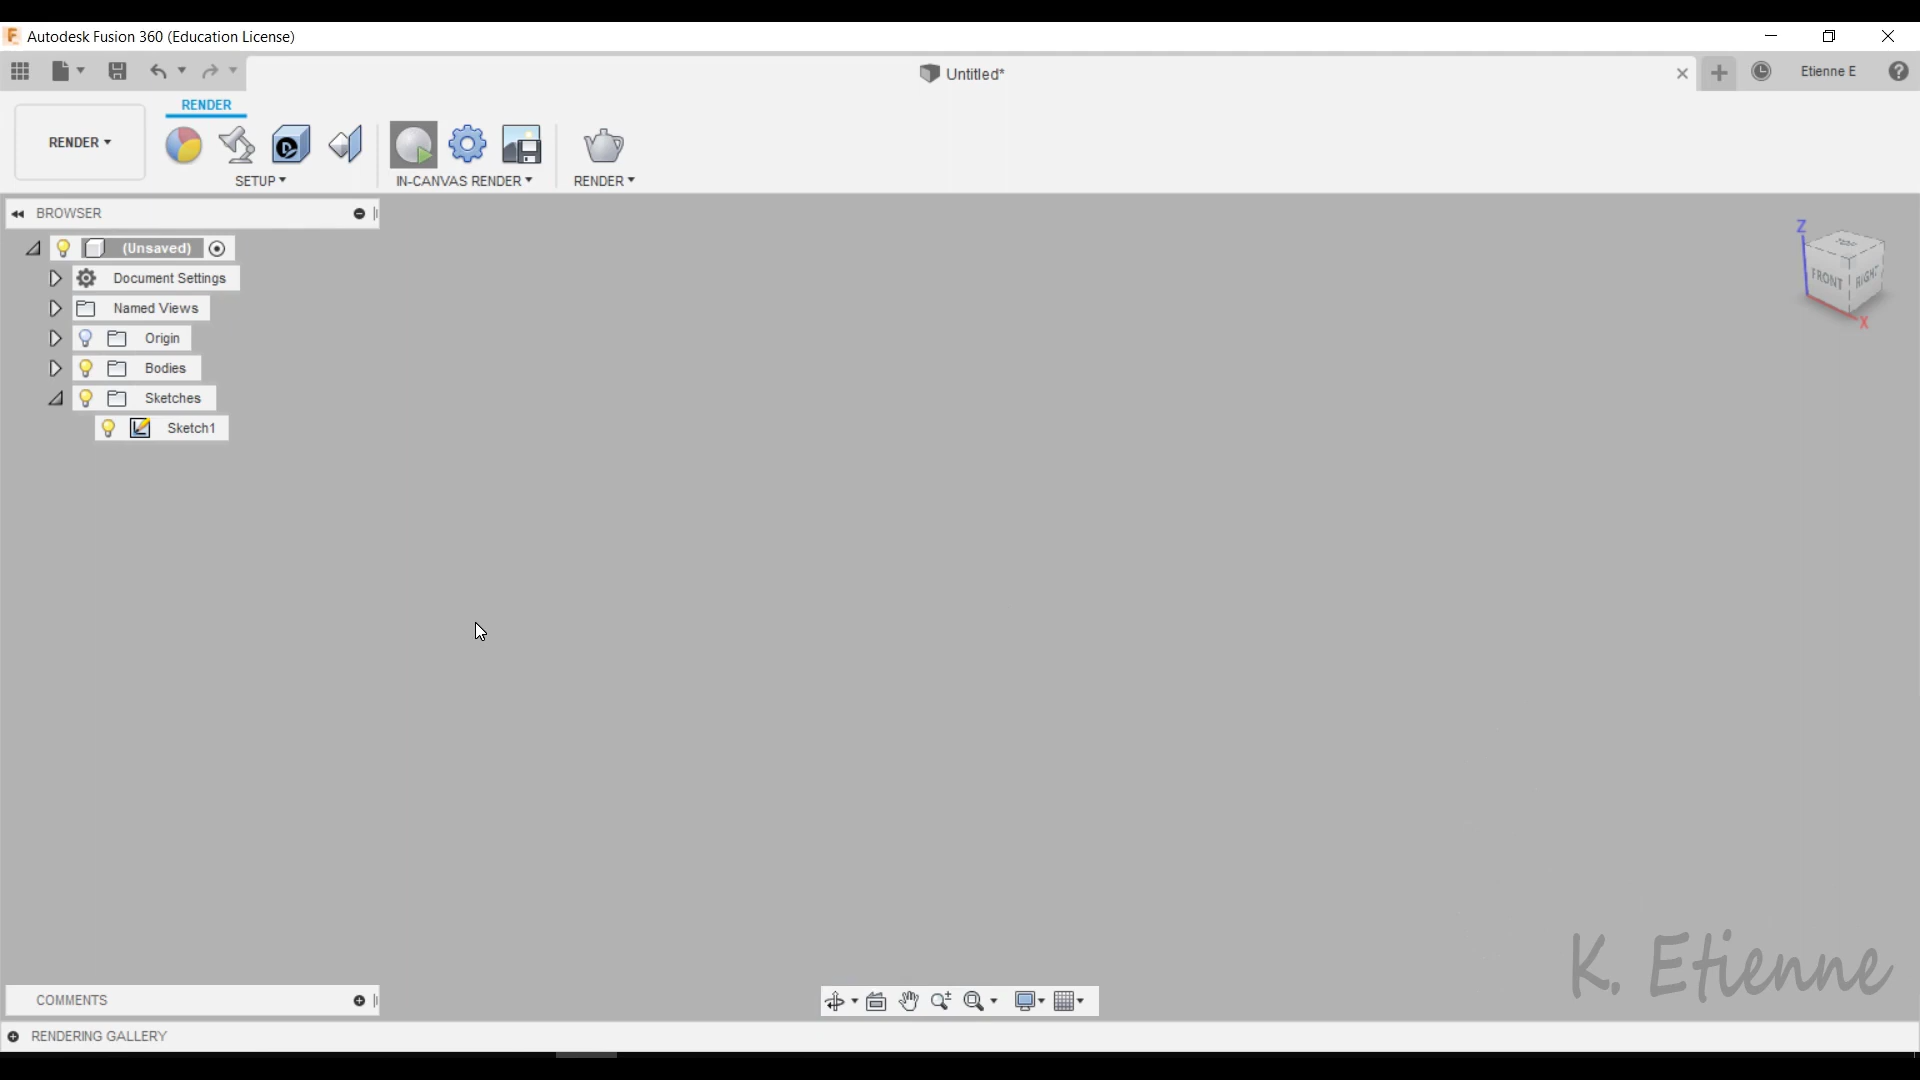 Autodesk Fusion 360 (Education License)
Untitled*
Etienne E
RENDER
RENDER
SETUP
IN-CANVAS RENDER
RENDER
BROWSER
(Unsaved)
Document Settings
Named Views
Origin
Bodies
Sketches
Sketch1
Z
TOP
FRONT
RIGHT
X
K. Etienne
COMMENTS
RENDERING GALLERY